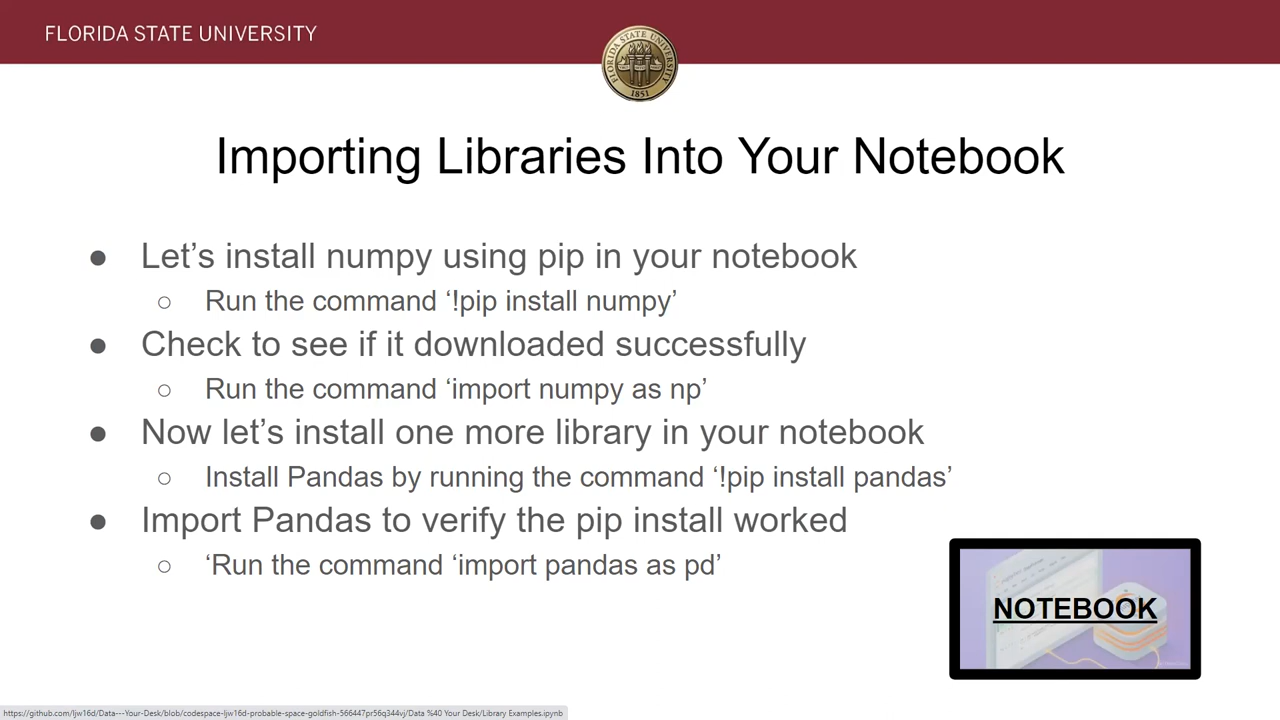 FLORIDA STATE UNIVERSITY
FLORIDA STATE UNIVERSITY
1851
Importing Libraries Into Your Notebook
● Let’s install numpy using pip in your notebook
○ Run the command ‘!pip install numpy’
● Check to see if it downloaded successfully
○ Run the command ‘import numpy as np’
● Now let’s install one more library in your notebook
○ Install Pandas by running the command ‘!pip install pandas’
● Import Pandas to verify the pip install worked
○ ‘Run the command ‘import pandas as pd’
NOTEBOOK
https://github.com/ljw16d/Data---Your-Desk/blob/codespace-ljw16d-probable-space-goldfish-566447pr56q344vj/Data %40 Your Desk/Library Examples.ipynb